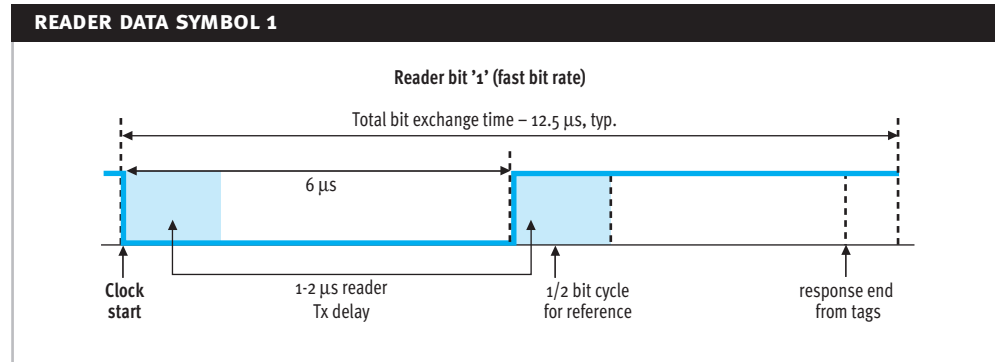 READER DATA SYMBOL 1
Reader bit '1' (fast bit rate)
Total bit exchange time – 12.5 µs, typ.
6 µs
Clock
start
1-2 µs reader
Tx delay
1/2 bit cycle
for reference
response end
from tags